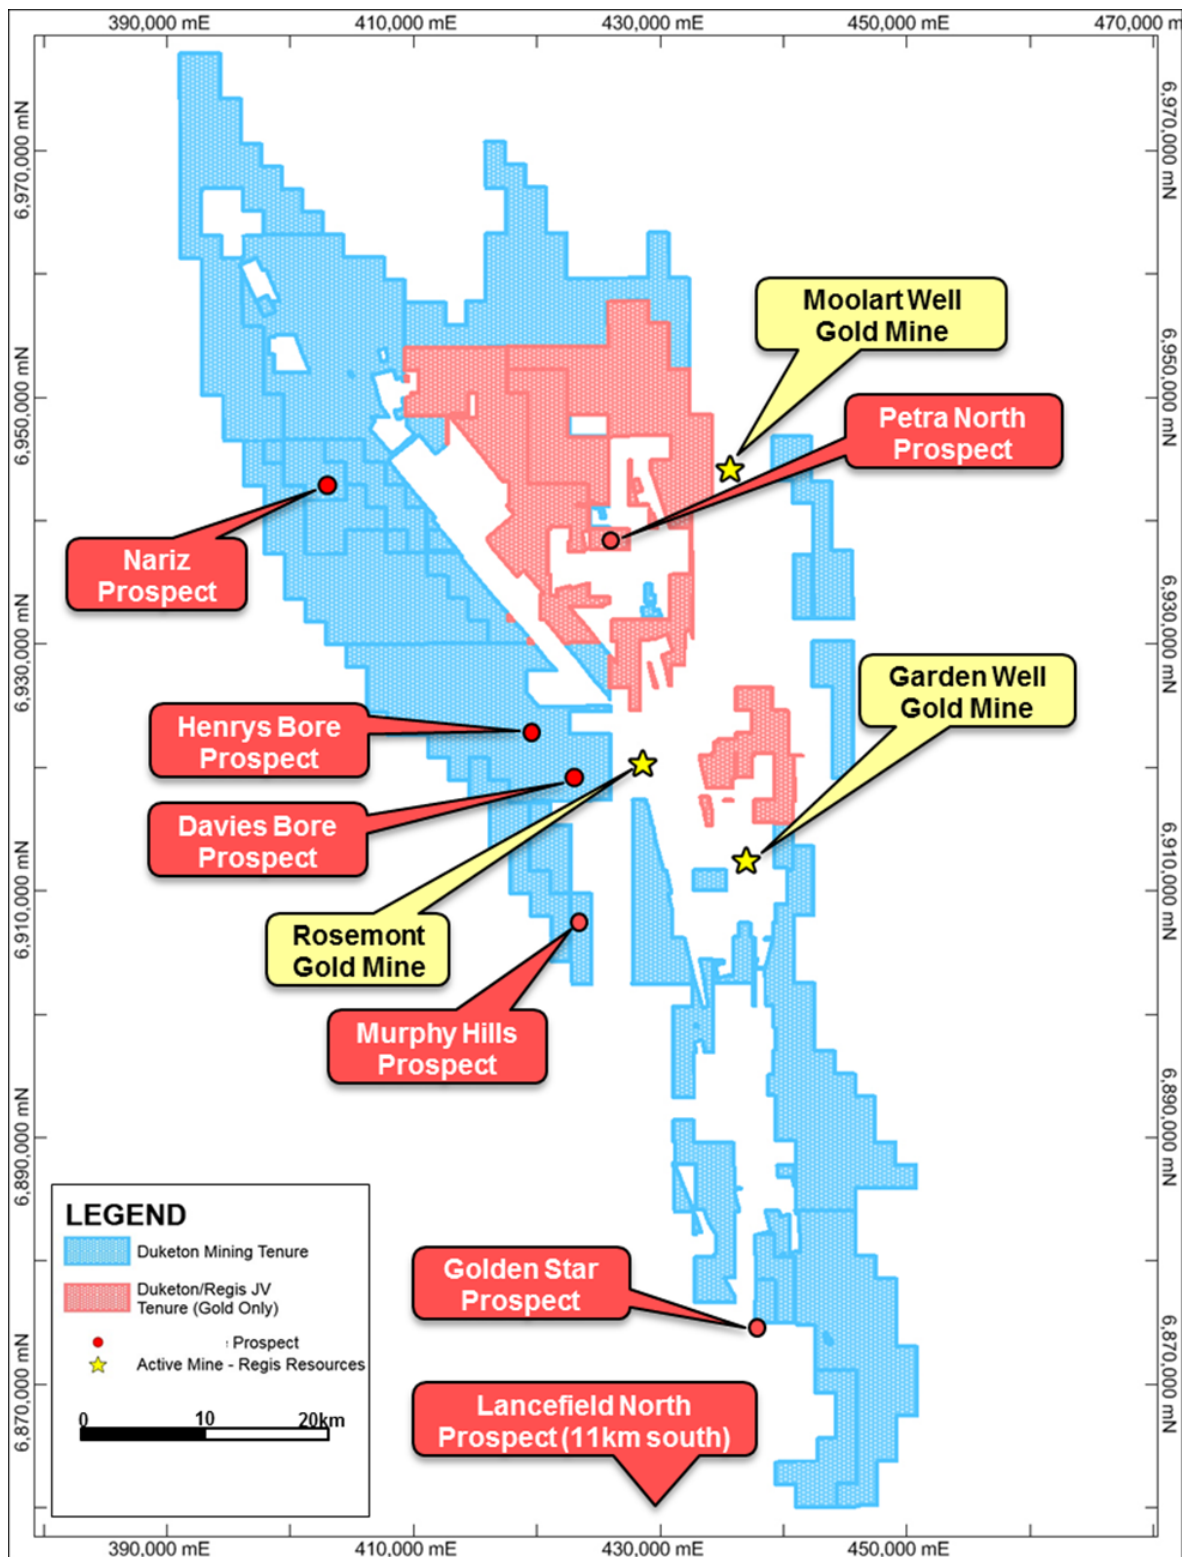 390,000 mE
410,000 mE
430,000 mE
450,000 mE
470,000 mE
6,970,000 mN
6,970,000 mN
Moolart Well
Gold Mine
6,950,000 mN
6,950,000 mN
Petra North
Prospect
Nariz
Prospect
6,930,000 mN
6,930,000 mN
Garden Well
Gold Mine
Henrys Bore
Prospect
Davies Bore
Prospect
6,910,000 mN
6,910,000 mN
Rosemont
Gold Mine
Murphy Hills
Prospect
6,890,000 mN
6,890,000 mN
LEGEND
Duketon Mining Tenure
Duketon/Regis JV
Tenure (Gold Only)
Prospect
Active Mine - Regis Resources
0 10 20km
Golden Star
Prospect
6,870,000 mN
6,870,000 mN
Lancefield North
Prospect (11km south)
390,000 mE
410,000 mE
430,000 mE
450,000 mE